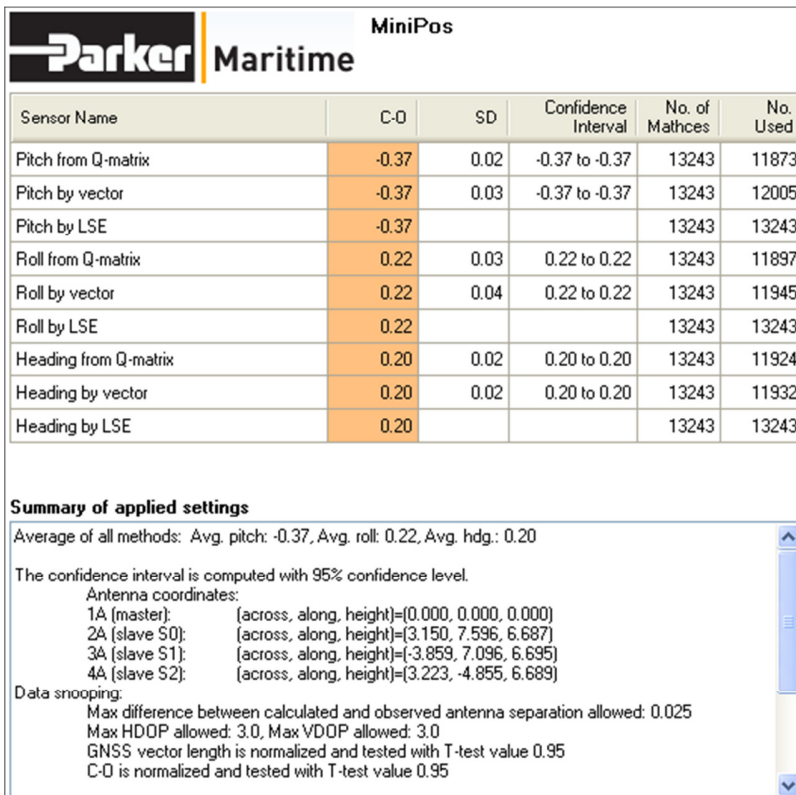 MiniPos
Parker Maritime
Sensor Name C-O SD Confidence Interval No. of Mathces No. Used
Pitch from Q-matrix -0.37 0.02 -0.37 to -0.37 13243 11873
Pitch by vector -0.37 0.03 -0.37 to -0.37 13243 12005
Pitch by LSE -0.37 13243 13243
Roll from Q-matrix 0.22 0.03 0.22 to 0.22 13243 11897
Roll by vector 0.22 0.04 0.22 to 0.22 13243 11945
Roll by LSE 0.22 13243 13243
Heading from Q-matrix 0.20 0.02 0.20 to 0.20 13243 11924
Heading by vector 0.20 0.02 0.20 to 0.20 13243 11932
Heading by LSE 0.20 13243 13243
Summary of applied settings
Average of all methods: Avg. pitch: -0.37, Avg. roll: 0.22, Avg. hdg.: 0.20
The confidence interval is computed with 95% confidence level.
Antenna coordinates:
1A (master): (across, along, height)=(0.000, 0.000, 0.000)
2A (slave S0): (across, along, height)=(3.150, 7.596, 6.687)
3A (slave S1): (across, along, height)=(-3.859, 7.096, 6.695)
4A (slave S2): (across, along, height)=(3.223, -4.855, 6.689)
Data snooping:
Max difference between calculated and observed antenna separation allowed: 0.025
Max HDOP allowed: 3.0, Max VDOP allowed: 3.0
GNSS vector length is normalized and tested with T-test value 0.95
C-O is normalized and tested with T-test value 0.95